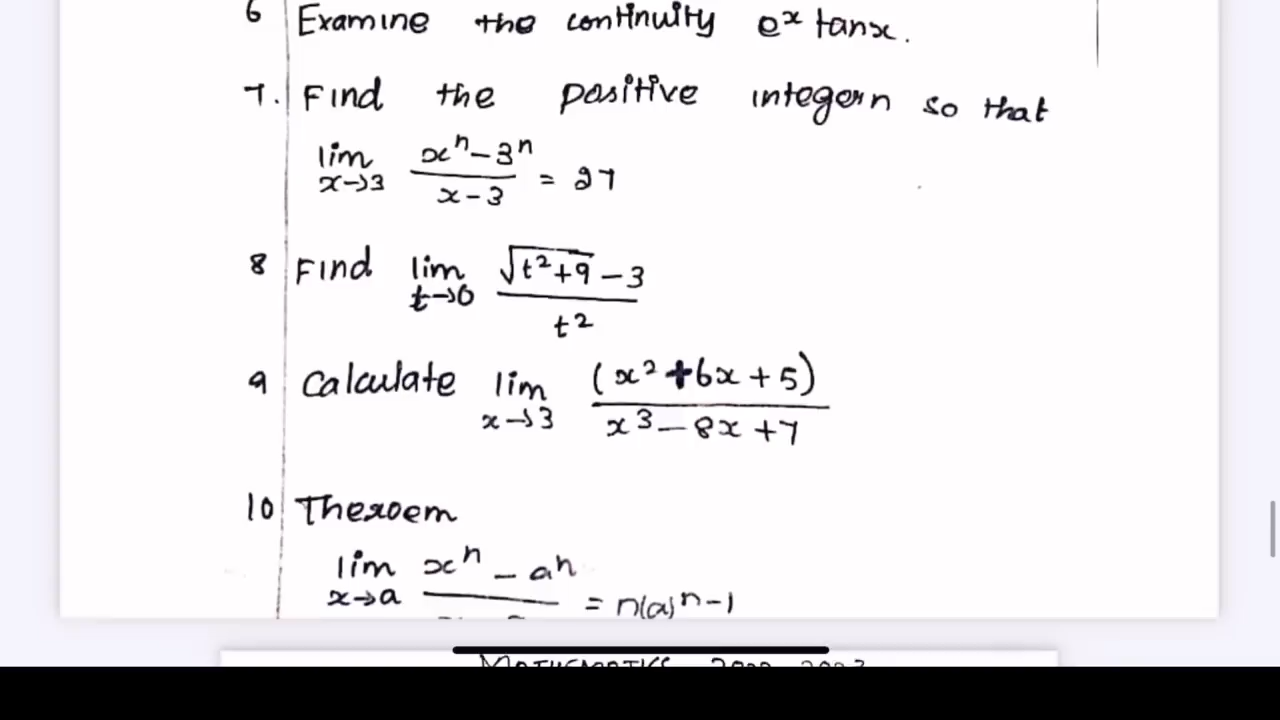 6 Examine the continuity e^x tanx.
7. Find the positive integern so that
lim x→3 (x^n - 3^n)/(x - 3) = 27
8 Find lim t→0 (√(t²+9) - 3)/t²
9 Calculate lim x→3 (x² + 6x + 5)/(x³ - 8x + 7)
10 Theroem
lim x→a x^n - a^n = n(a)^n-1
MATHEMATICS